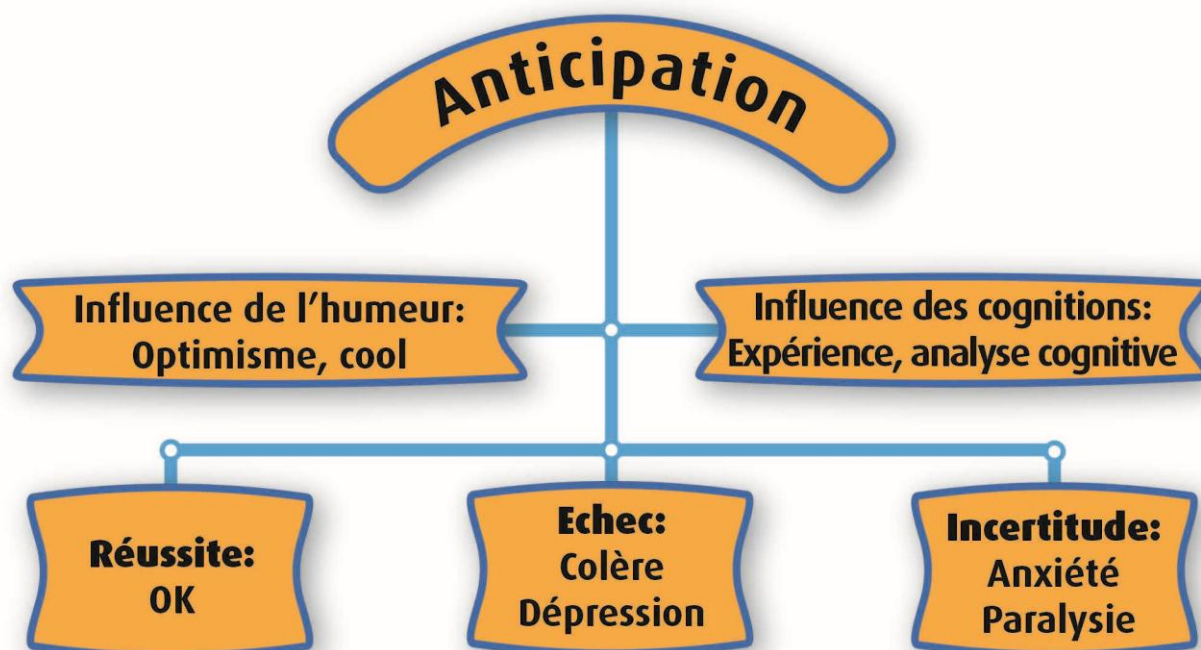 Anticipation
Influence de l'humeur:
Optimisme, cool
Influence des cognitions:
Expérience, analyse cognitive
Réussite:
OK
Echec:
Colère
Dépression
Incertitude:
Anxiété
Paralysie